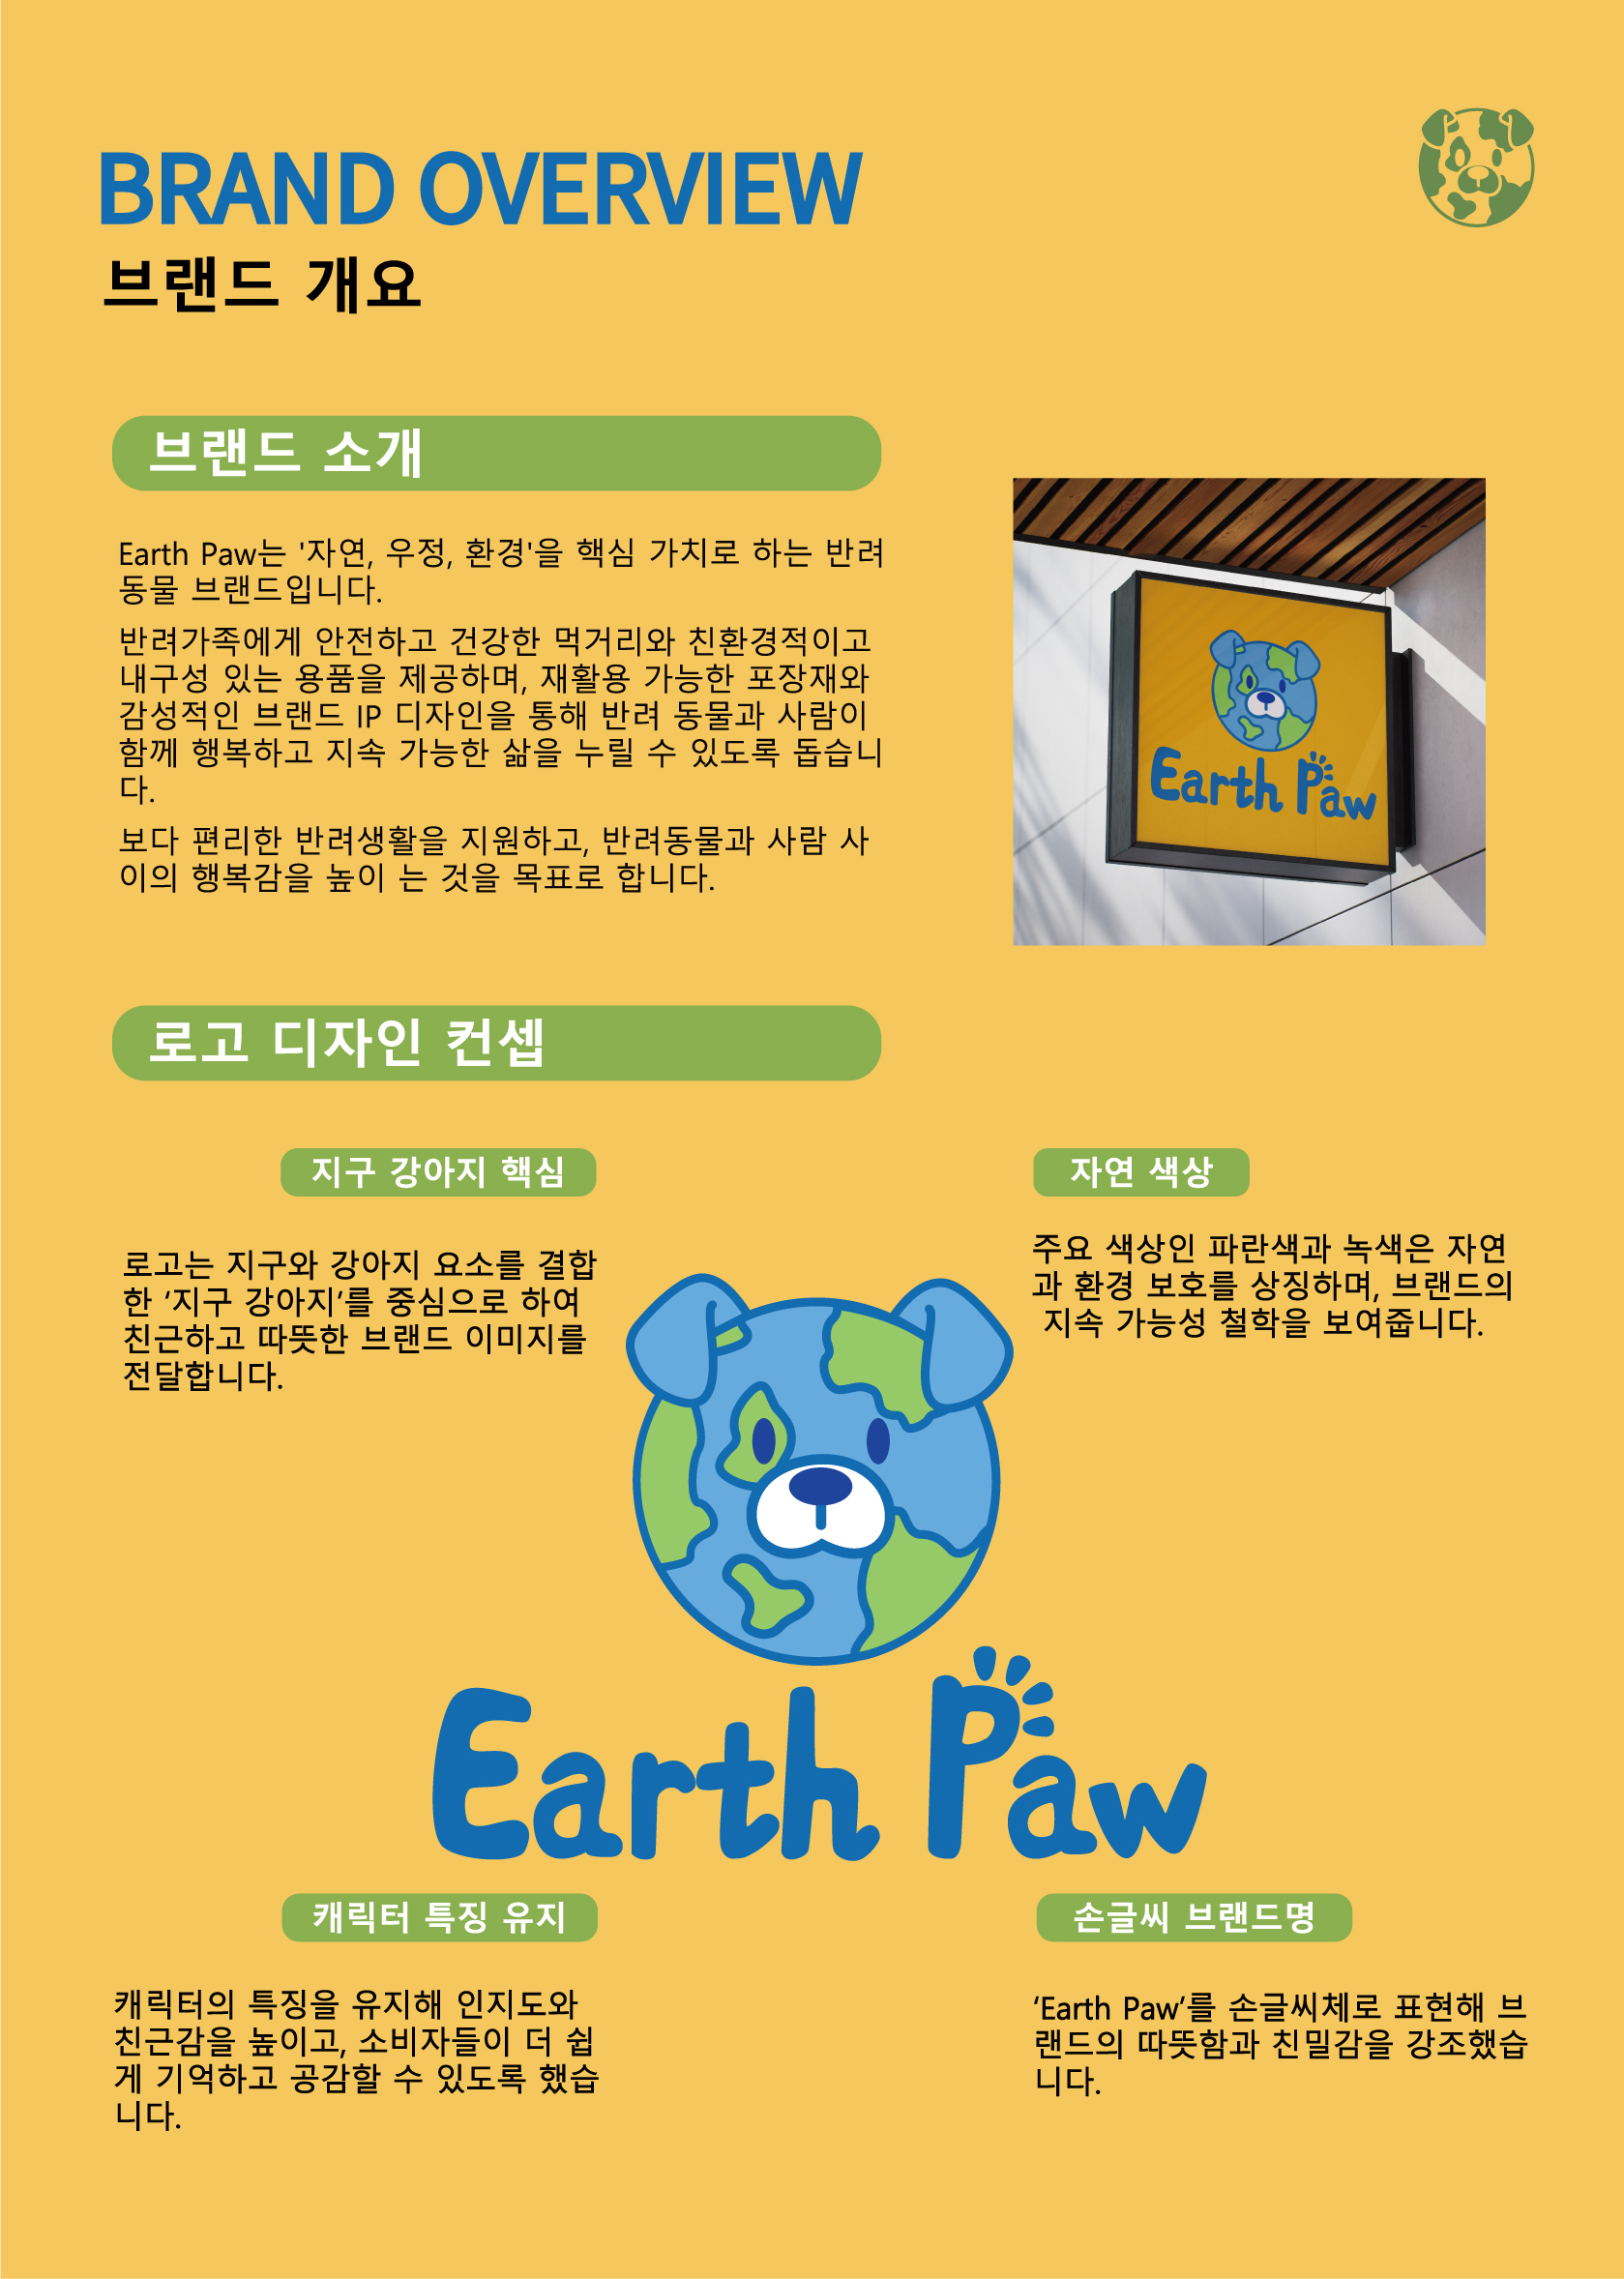 BRAND OVERVIEW
브랜드 개요
브랜드 소개
Earth Paw는 '자연, 우정, 환경'을 핵심 가치로 하는 반려
동물 브랜드입니다.
반려가족에게 안전하고 건강한 먹거리와 친환경적이고
내구성 있는 용품을 제공하며, 재활용 가능한 포장재와
감성적인 브랜드 IP 디자인을 통해 반려 동물과 사람이
함께 행복하고 지속 가능한 삶을 누릴 수 있도록 돕습니
다.
보다 편리한 반려생활을 지원하고, 반려동물과 사람 사
이의 행복감을 높이 는 것을 목표로 합니다.
Earth Paw
로고 디자인 컨셉
지구 강아지 핵심
로고는 지구와 강아지 요소를 결합
한 ‘지구 강아지’를 중심으로 하여
친근하고 따뜻한 브랜드 이미지를
전달합니다.
자연 색상
주요 색상인 파란색과 녹색은 자연
과 환경 보호를 상징하며, 브랜드의
지속 가능성 철학을 보여줍니다.
Earth Paw
캐릭터 특징 유지
캐릭터의 특징을 유지해 인지도와
친근감을 높이고, 소비자들이 더 쉽
게 기억하고 공감할 수 있도록 했습
니다.
손글씨 브랜드명
‘Earth Paw’를 손글씨체로 표현해 브
랜드의 따뜻함과 친밀감을 강조했습
니다.